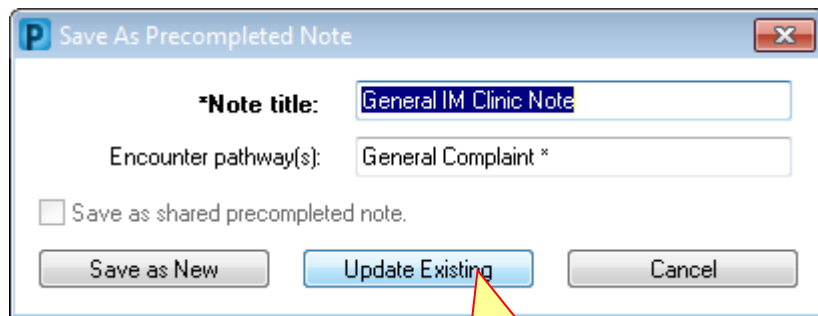 P Save As Precompleted Note
*Note title: General IM Clinic Note
Encounter pathway(s): General Complaint *
Save as shared precompleted note.
Save as New Update Existing Cancel